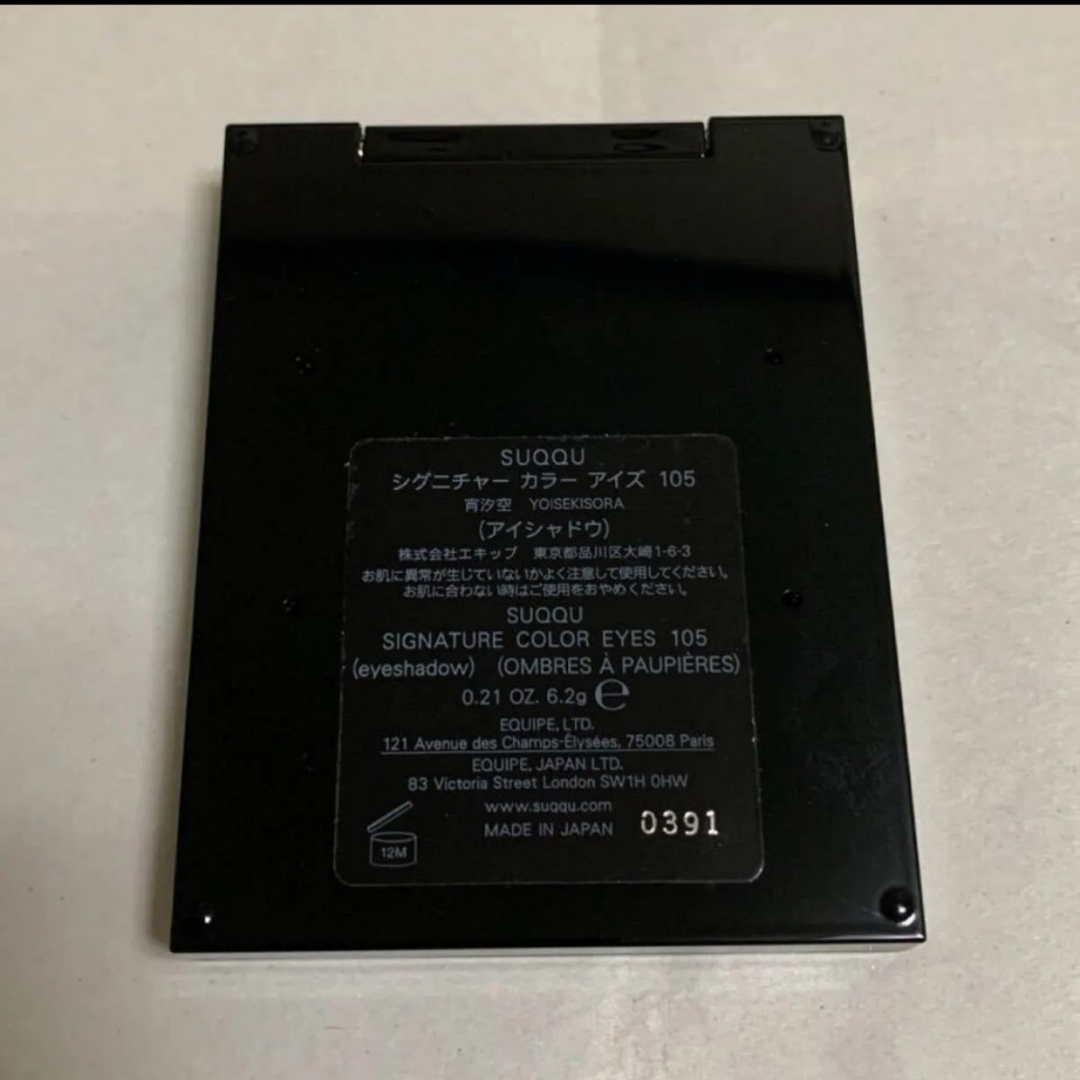 SUQQU
シグニチャー カラー アイズ 105
宵汐空 YOISEKISORA
(アイシャドウ)
株式会社エキップ 東京都品川区大崎1-6-3
お肌に異常が生じていないかよく注意して使用してください。
お肌に合わない時はご使用をおやめください。
SUQQU
SIGNATURE COLOR EYES 105
(eyeshadow) (OMBRES À PAUPIÈRES)
0.21 OZ. 6.2g ℮
EQUIPE, LTD.
121 Avenue des Champs-Élysées, 75008 Paris
EQUIPE, JAPAN LTD.
83 Victoria Street London SW1H 0HW
www.suqqu.com
MADE IN JAPAN 0391
12M